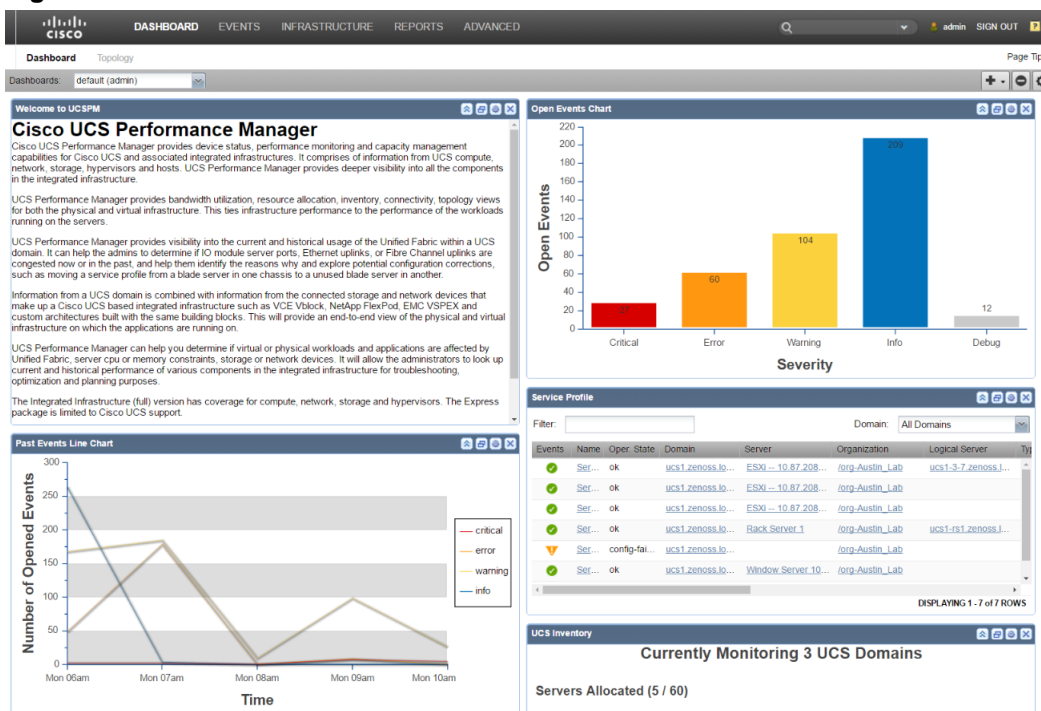 CISCO
DASHBOARD EVENTS INFRASTRUCTURE REPORTS ADVANCED
admin SIGN OUT ?
Dashboard Topology
Page Tip
Dashboards: default (admin)
Welcome to UCSPM
Cisco UCS Performance Manager
Cisco UCS Performance Manager provides device status, performance monitoring and capacity management
capabilities for Cisco UCS and associated integrated infrastructures. It comprises of information from UCS compute,
network, storage, hypervisors and hosts. UCS Performance Manager provides deeper visibility into all the components
in the integrated infrastructure.
UCS Performance Manager provides bandwidth utilization, resource allocation, inventory, connectivity, topology views
for both the physical and virtual infrastructure. This ties infrastructure performance to the performance of the workloads
running on the servers.
UCS Performance Manager provides visibility into the current and historical usage of the Unified Fabric within a UCS
domain. It can help the admins to determine if IO module server ports, Ethernet uplinks, or Fibre Channel uplinks are
congested now or in the past, and help them identify the reasons why and explore potential configuration corrections,
such as moving a service profile from a blade server in one chassis to a unused blade server in another.
Information from a UCS domain is combined with information from the connected storage and network devices that
make up a Cisco UCS based integrated infrastructure such as VCE Vblock, NetApp FlexPod, EMC VSPEX and
custom architectures built with the same building blocks. This will provide an end-to-end view of the physical and virtual
infrastructure on which the applications are running on.
UCS Performance Manager can help you determine if virtual or physical workloads and applications are affected by
Unified Fabric, server cpu or memory constraints, storage or network devices. It will allow the administrators to look up
current and historical performance of various components in the integrated infrastructure for troubleshooting,
optimization and planning purposes.
The Integrated Infrastructure (full) version has coverage for compute, network, storage and hypervisors. The Express
package is limited to Cisco UCS support.
Past Events Line Chart
Number of Opened Events
300
250
200
150
100
50
0
Mon 06am Mon 07am Mon 08am Mon 09am Mon 10am
Time
critical
error
warning
info
Open Events Chart
Open Events
220
200
180
160
140
120
100
80
60
40
20
0
60
104
209
12
Critical Error Warning Info Debug
Severity
Service Profile
Filter: Domain: All Domains
Events Name Oper. State Domain Server Organization Logical Server Ty
Ser... ok ucs1.zenoss.lo... ESXi -- 10.87.208... /org-Austin_Lab ucs1-3-7.zenoss.l...
Ser... ok ucs1.zenoss.lo... ESXi -- 10.87.208... /org-Austin_Lab
Ser... ok ucs1.zenoss.lo... ESXi -- 10.87.208... /org-Austin_Lab
Ser... ok ucs1.zenoss.lo... Rack Server 1 /org-Austin_Lab ucs1-rs1.zenoss.l...
Ser... config-fai... ucs1.zenoss.lo... /org-Austin_Lab
Ser... ok ucs1.zenoss.lo... Window Server 10... /org-Austin_Lab
DISPLAYING 1 - 7 of 7 ROWS
UCS Inventory
Currently Monitoring 3 UCS Domains
Servers Allocated (5 / 60)